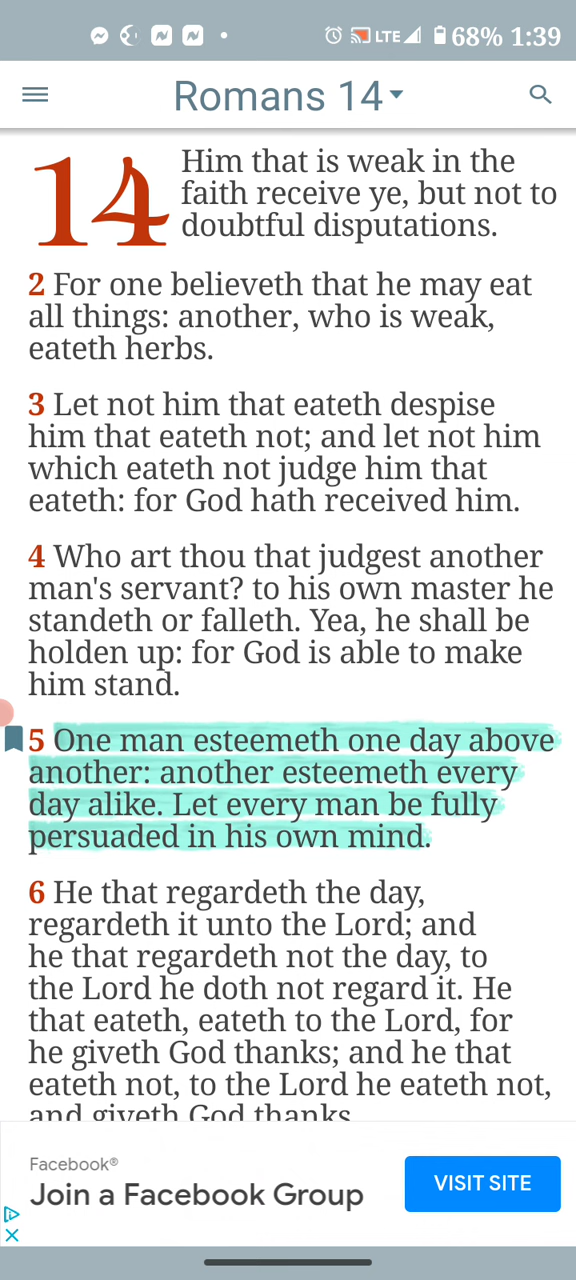 LTE 68% 1:39
Romans 14
14 Him that is weak in the
faith receive ye, but not to
doubtful disputations.
2 For one believeth that he may eat
all things: another, who is weak,
eateth herbs.
3 Let not him that eateth despise
him that eateth not; and let not him
which eateth not judge him that
eateth: for God hath received him.
4 Who art thou that judgest another
man's servant? to his own master he
standeth or falleth. Yea, he shall be
holden up: for God is able to make
him stand.
5 One man esteemeth one day above
another: another esteemeth every
day alike. Let every man be fully
persuaded in his own mind.
6 He that regardeth the day,
regardeth it unto the Lord; and
he that regardeth not the day, to
the Lord he doth not regard it. He
that eateth, eateth to the Lord, for
he giveth God thanks; and he that
eateth not, to the Lord he eateth not,
and giveth God thanks
Facebook®
Join a Facebook Group
VISIT SITE